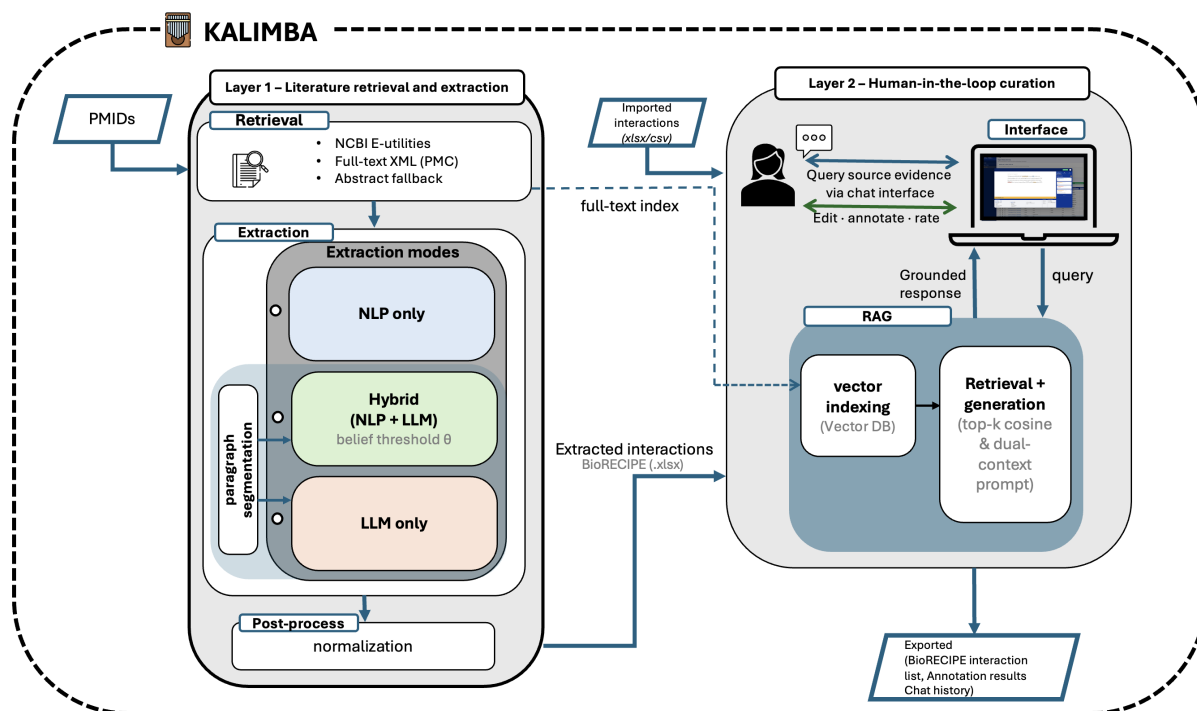 KALIMBA
Layer 1 – Literature retrieval and extraction
PMIDs
Retrieval
• NCBI E-utilities
• Full-text XML (PMC)
• Abstract fallback
Extraction
Extraction modes
NLP only
Hybrid
(NLP + LLM)
belief threshold θ
LLM only
paragraph
segmentation
Post-process
normalization
full-text index
Extracted interactions
BioRECIPE (.xlsx)
Imported
interactions
(xlsx/csv)
Layer 2 – Human-in-the-loop curation
Interface
Query source evidence
via chat interface
Edit · annotate · rate
Grounded
response
query
RAG
vector
indexing
(Vector DB)
Retrieval +
generation
(top-k cosine
& dual-
context
prompt)
Exported
(BioRECIPE interaction
list, Annotation results
Chat history)